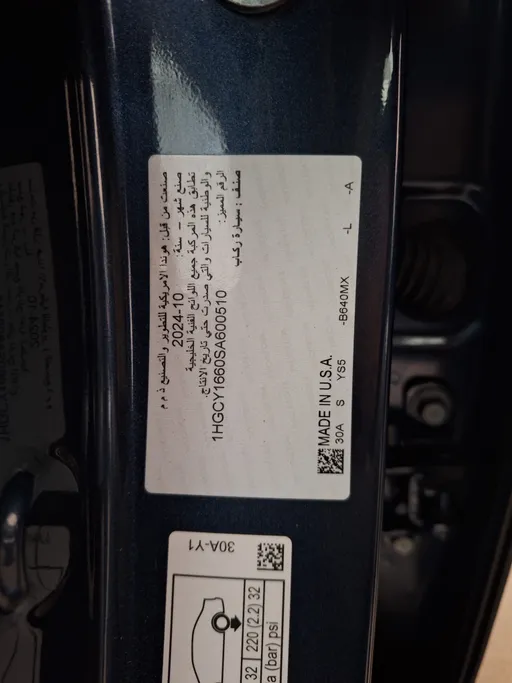 صنعت من قبل: هوندا الامريكية للتطوير والتصنيع ذ م م
صنع شهر – سنة: 2024-10
تطابق هذه المركبة جميع اللوائح الفنية الخليجية
والوطنية للسيارات والتي صدرت حتى تاريخ الانتاج.
الرقم المميز: 1HGCY1660SA600510
صنف : سيارة ركاب
MADE IN U.S.A.
30A S YS5 -B640MX -L -A
30A-Y1
32 220 (2.2) 32
(bar) psi